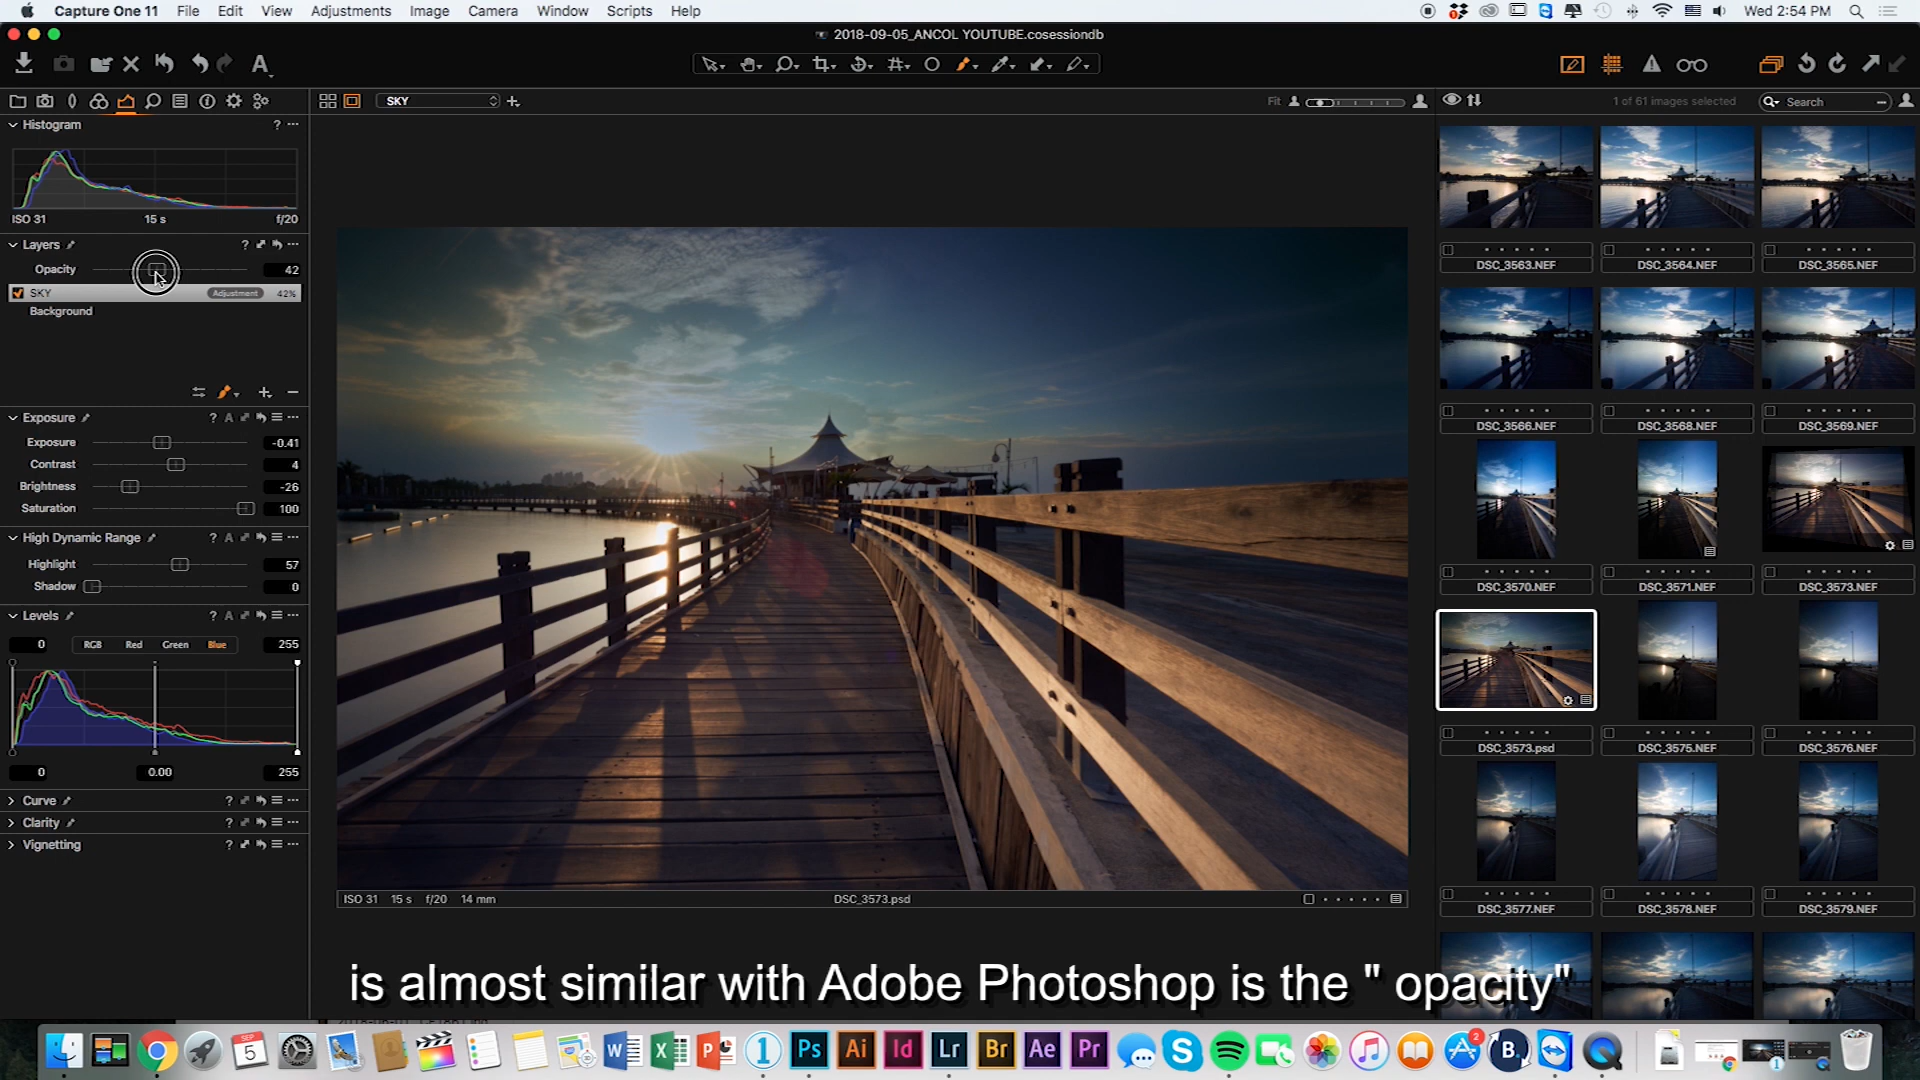 Capture One 11 File Edit View Adjustments Image Camera Window Scripts Help
Wed 2:54 PM
2018-09-05_ANCOL YOUTUBE.cosessiondb
SKY
Fit
1 of 61 images selected
Search
Histogram
ISO 31 15 s f/20
Layers
Opacity 42
SKY Adjustment 42%
Background
Exposure
Exposure -0.41
Contrast 4
Brightness -26
Saturation 100
High Dynamic Range
Highlight 57
Shadow 0
Levels
0 RGB Red Green Blue 255
0 0.00 255
Curve
Clarity
Vignetting
ISO 31 15 s f/20 14 mm DSC_3573.psd
DSC_3563.NEF DSC_3564.NEF DSC_3565.NEF
DSC_3566.NEF DSC_3568.NEF DSC_3569.NEF
DSC_3570.NEF DSC_3571.NEF DSC_3573.NEF
DSC_3573.psd DSC_3575.NEF DSC_3576.NEF
DSC_3577.NEF DSC_3578.NEF DSC_3579.NEF
is almost similar with Adobe Photoshop is the " opacity"
SEP 5 W X P 1 Ps Ai Id Lr Br Ae Pr 2 B.